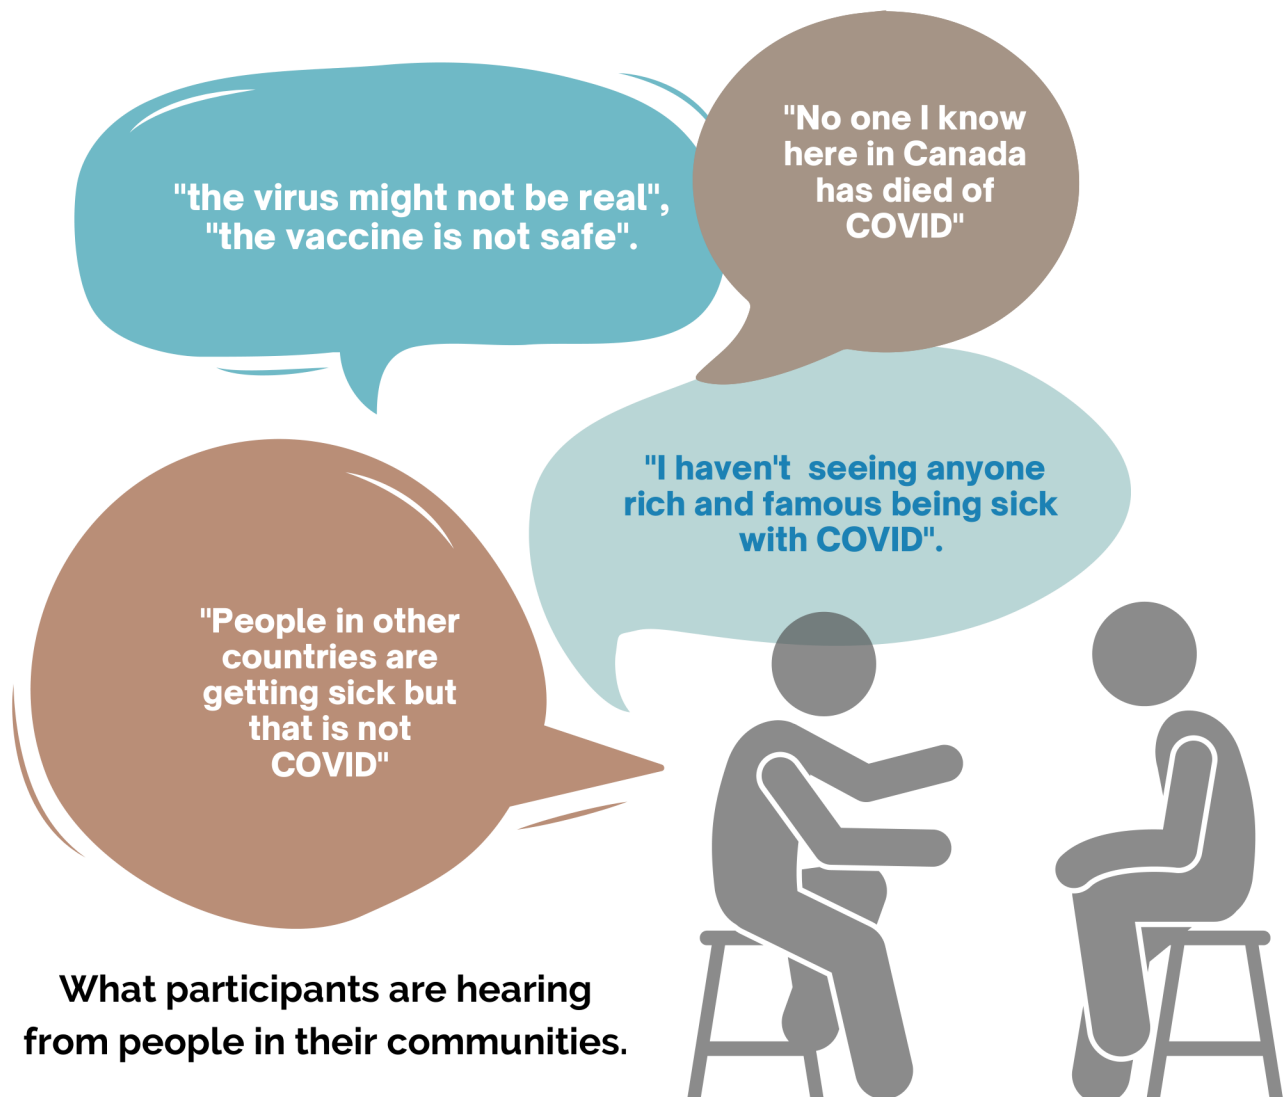 "the virus might not be real",
"the vaccine is not safe".
"No one I know
here in Canada
has died of
COVID"
"I haven't  seeing anyone
rich and famous being sick
with COVID".
"People in other
countries are
getting sick but
that is not
COVID"
What participants are hearing
from people in their communities.